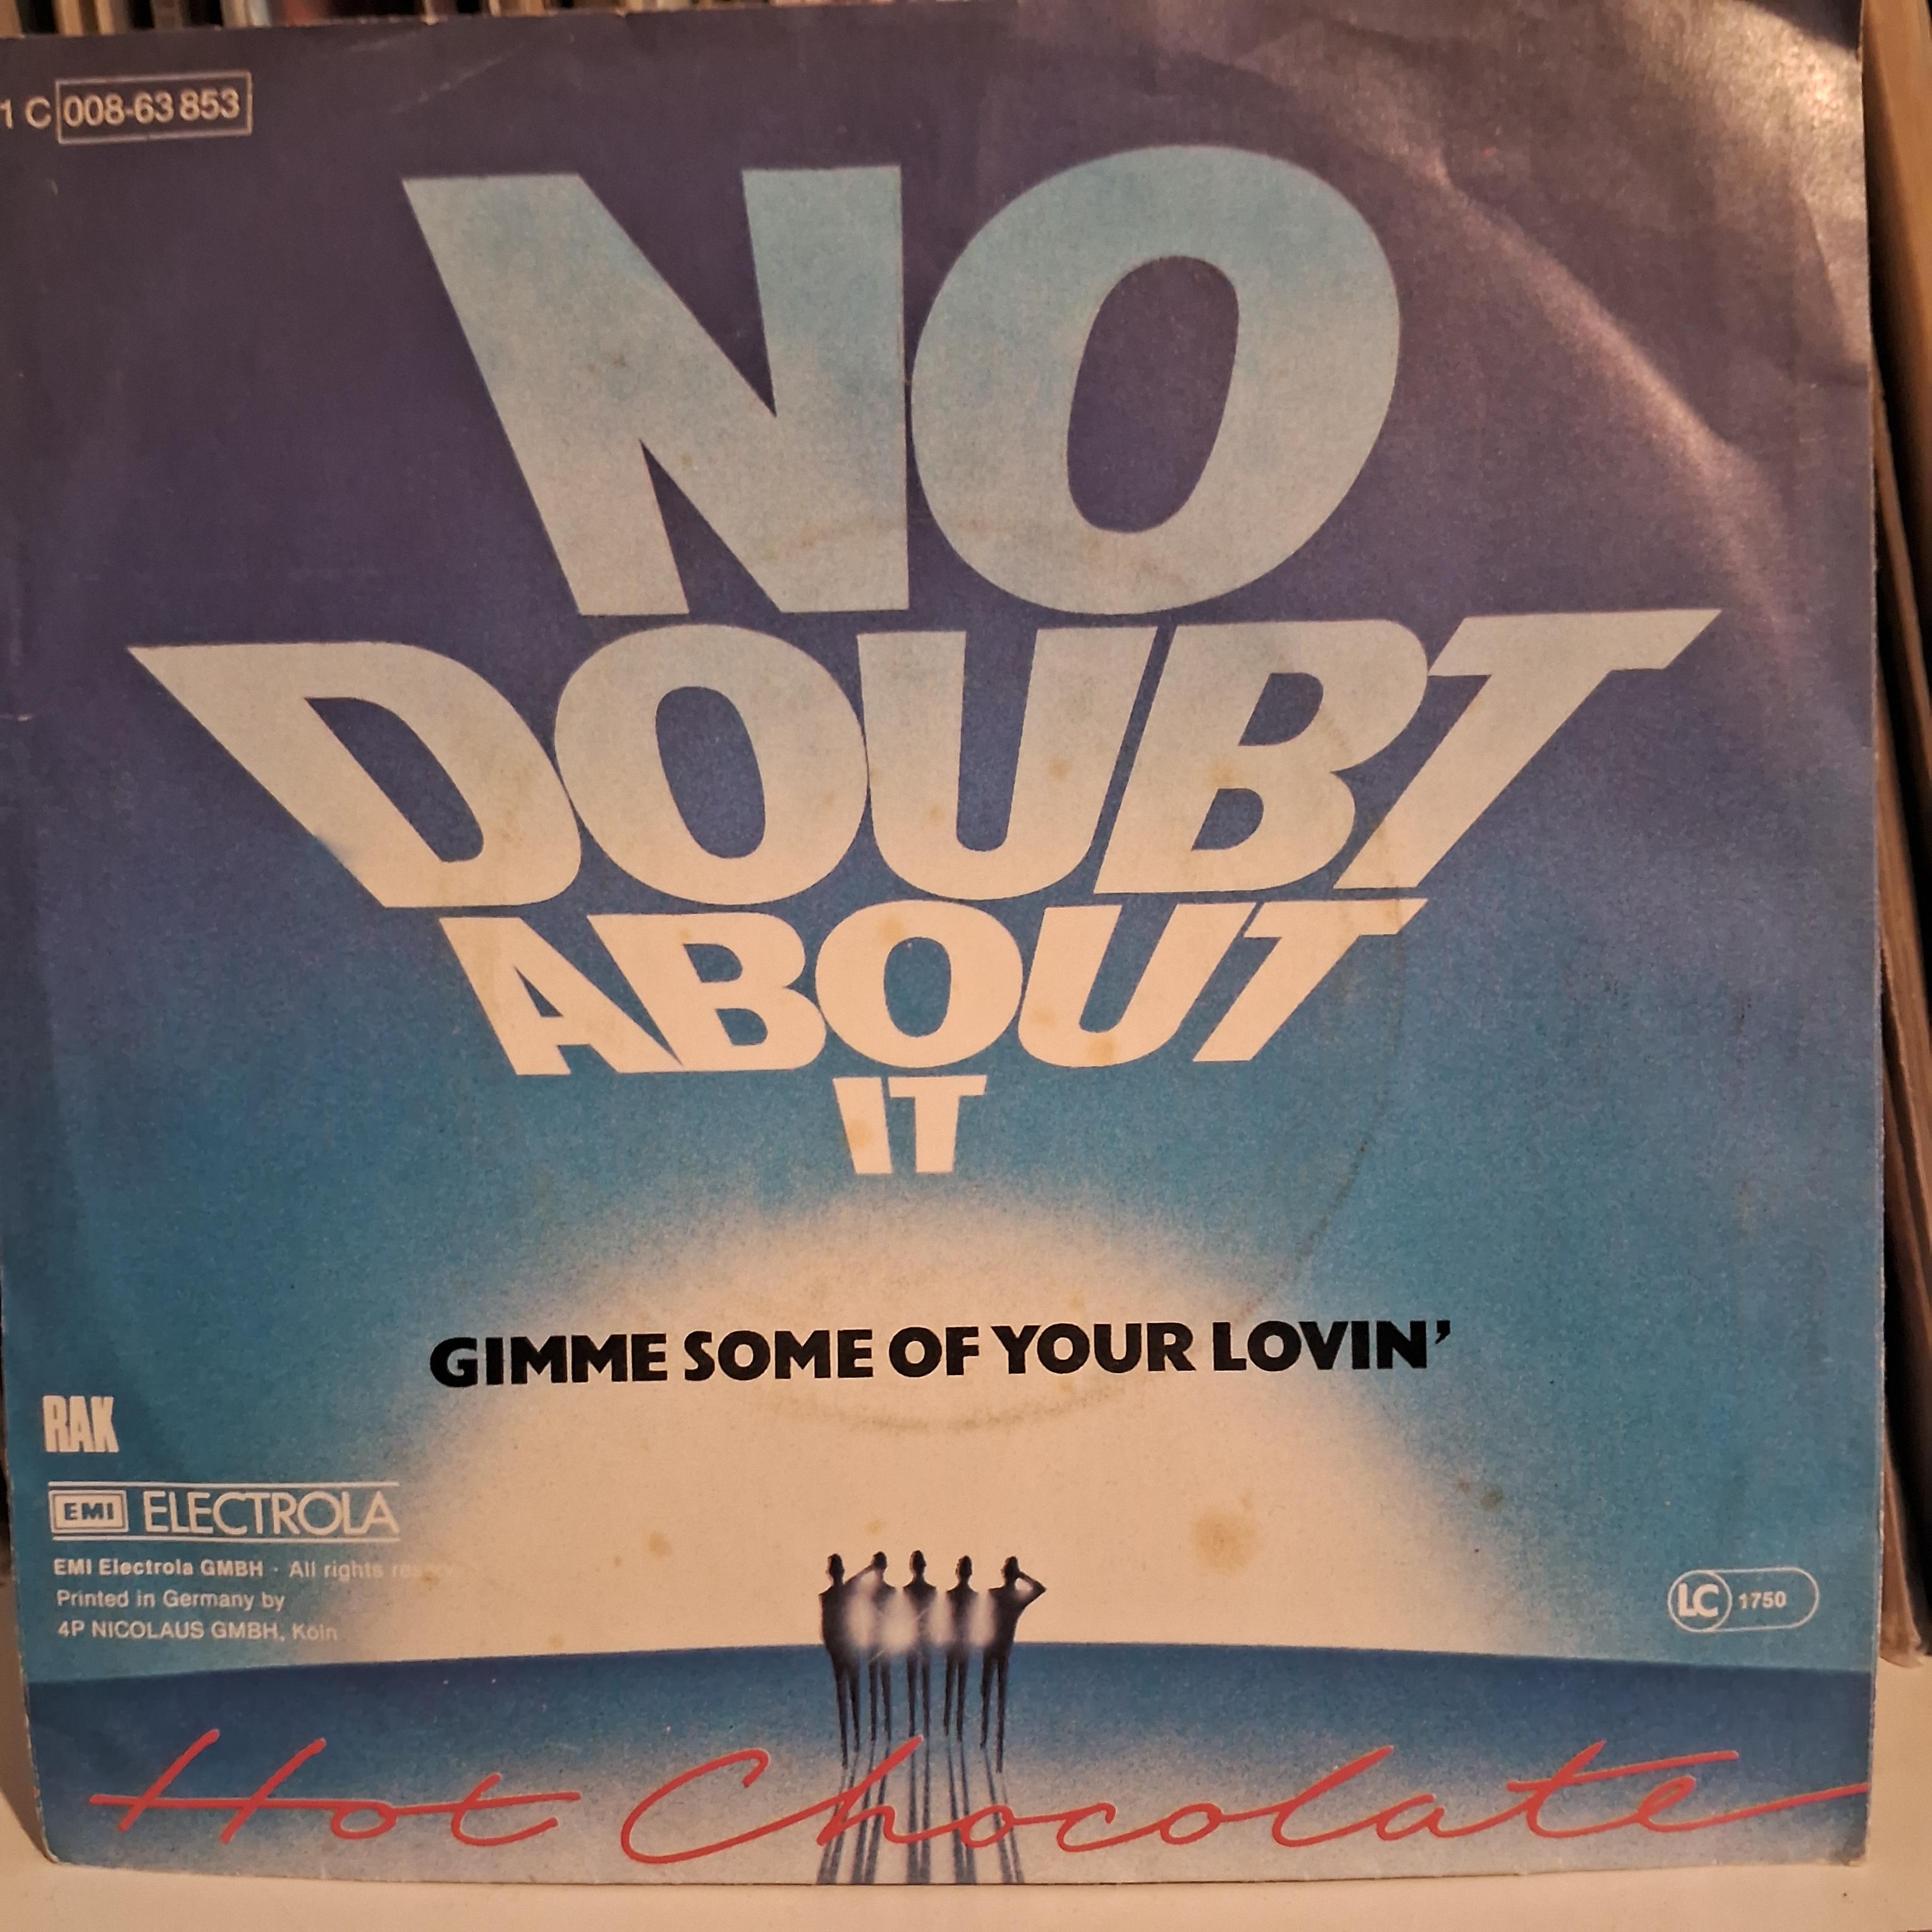 1 C 008-63 853
NO
DOUBT
ABOUT
IT
GIMME SOME OF YOUR LOVIN'
RAK
EMI ELECTROLA
EMI Electrola GMBH · All rights
Printed in Germany by
4P NICOLAUS GMBH, Köln
LC 1750
Hot Chocolate